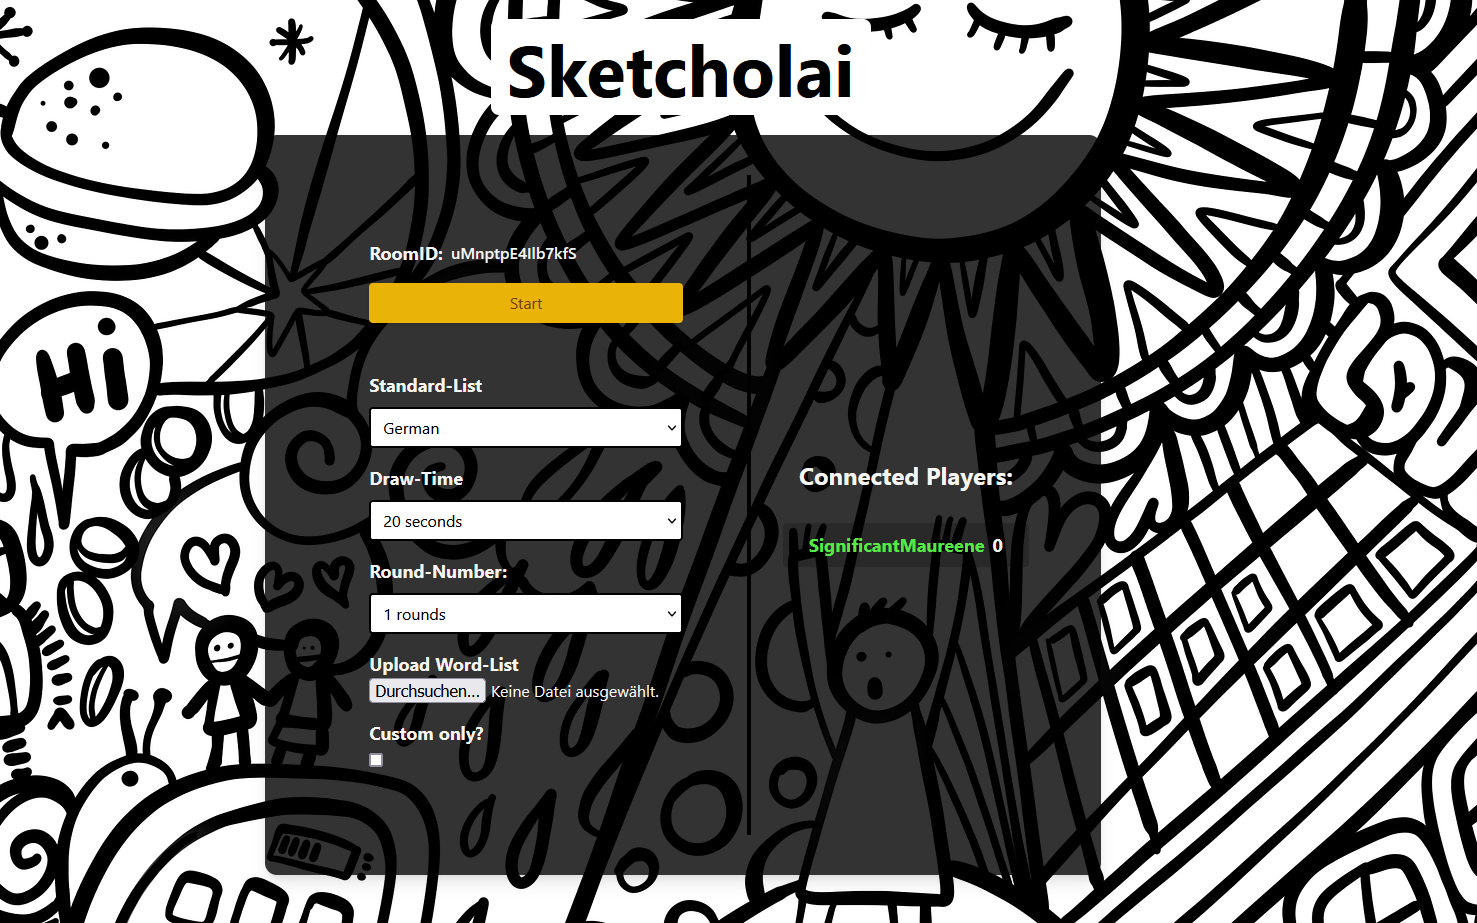 Sketcholai
RoomID: uMnptpE4Ilb7kfS
Start
Standard-List
German
Draw-Time
20 seconds
Round-Number:
1 rounds
Upload Word-List
Durchsuchen... Keine Datei ausgewählt.
Custom only?
Connected Players:
SignificantMaureene 0
Hi